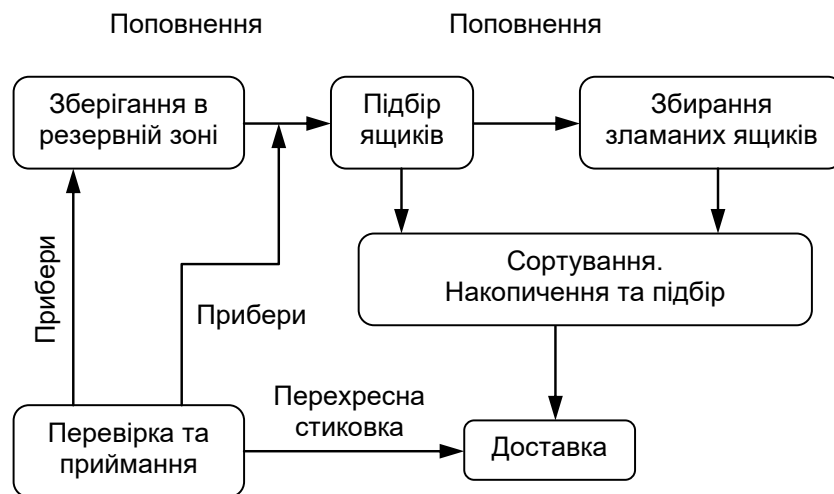 Поповнення
Поповнення
Зберігання в
резервній зоні
Підбір
ящиків
Збирання
зламаних ящиків
Прибери
Прибери
Сортування.
Накопичення та підбір
Перевірка та
приймання
Перехресна
стиковка
Доставка